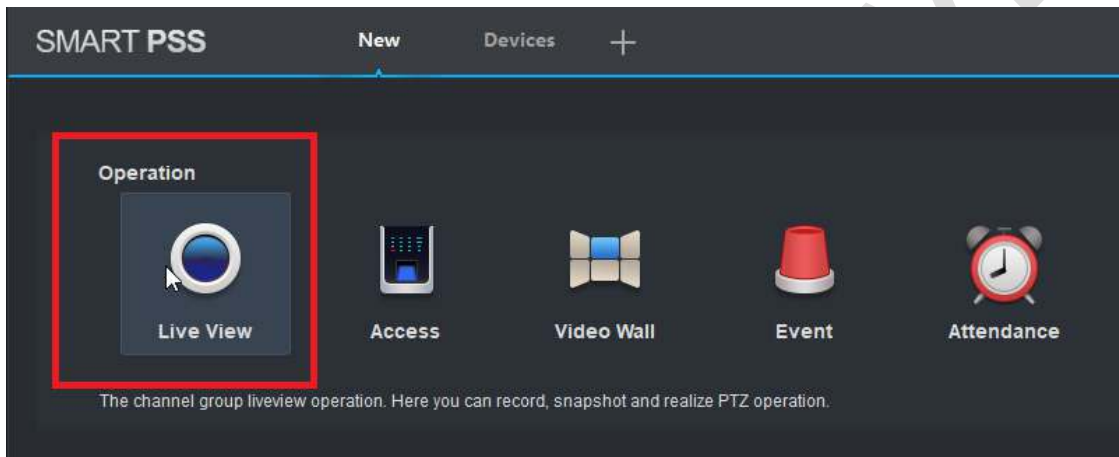 SMART PSS New Devices +
Operation
Live View Access Video Wall Event Attendance
The channel group liveview operation. Here you can record, snapshot and realize PTZ operation.